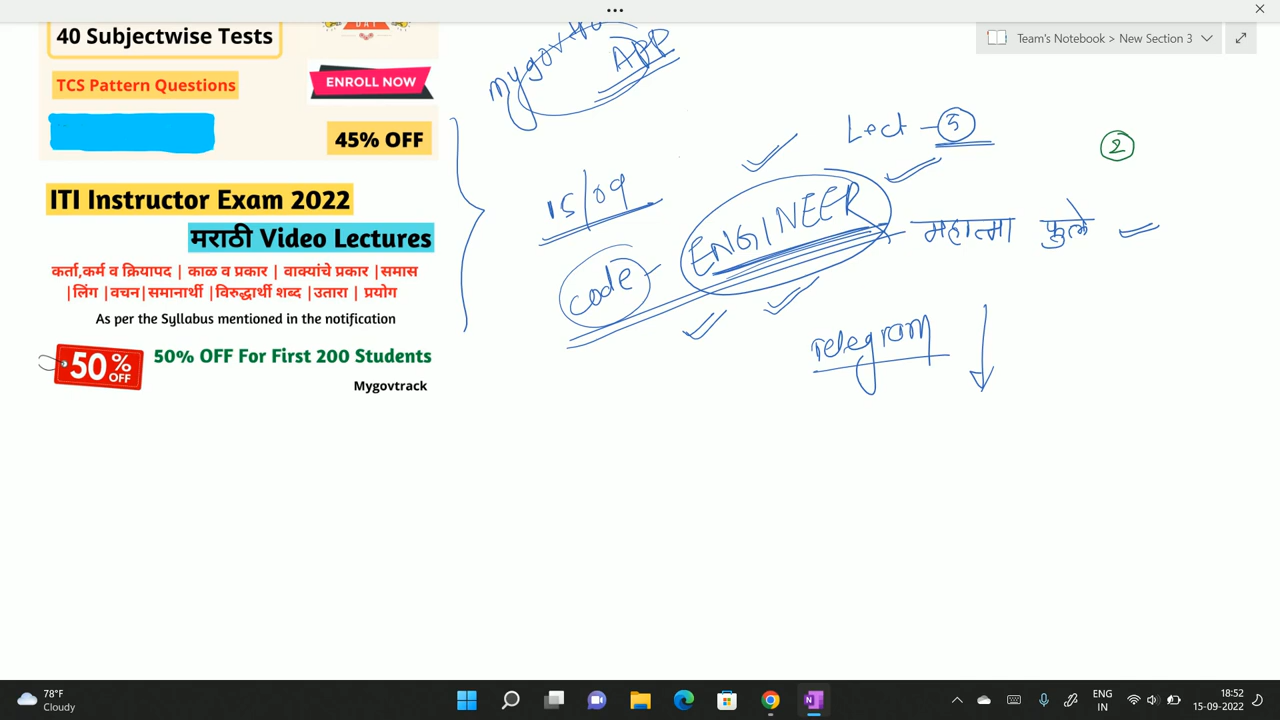 Team's Notebook > New Section 3
40 Subjectwise Tests
DAY
TCS Pattern Questions
ENROLL NOW
45% OFF
ITI Instructor Exam 2022
मराठी Video Lectures
कर्ता,कर्म व क्रियापद | काळ व प्रकार | वाक्यांचे प्रकार |समास
|लिंग |वचन|समानार्थी |विरुद्धार्थी शब्द |उतारा | प्रयोग
As per the Syllabus mentioned in the notification
50% OFF
50% OFF For First 200 Students
Mygovtrack
APP
Lect - 5
2
15/09
code - ENGINEER - महात्मा फुले
Telegram
78°F
Cloudy
ENG
IN
18:52
15-09-2022